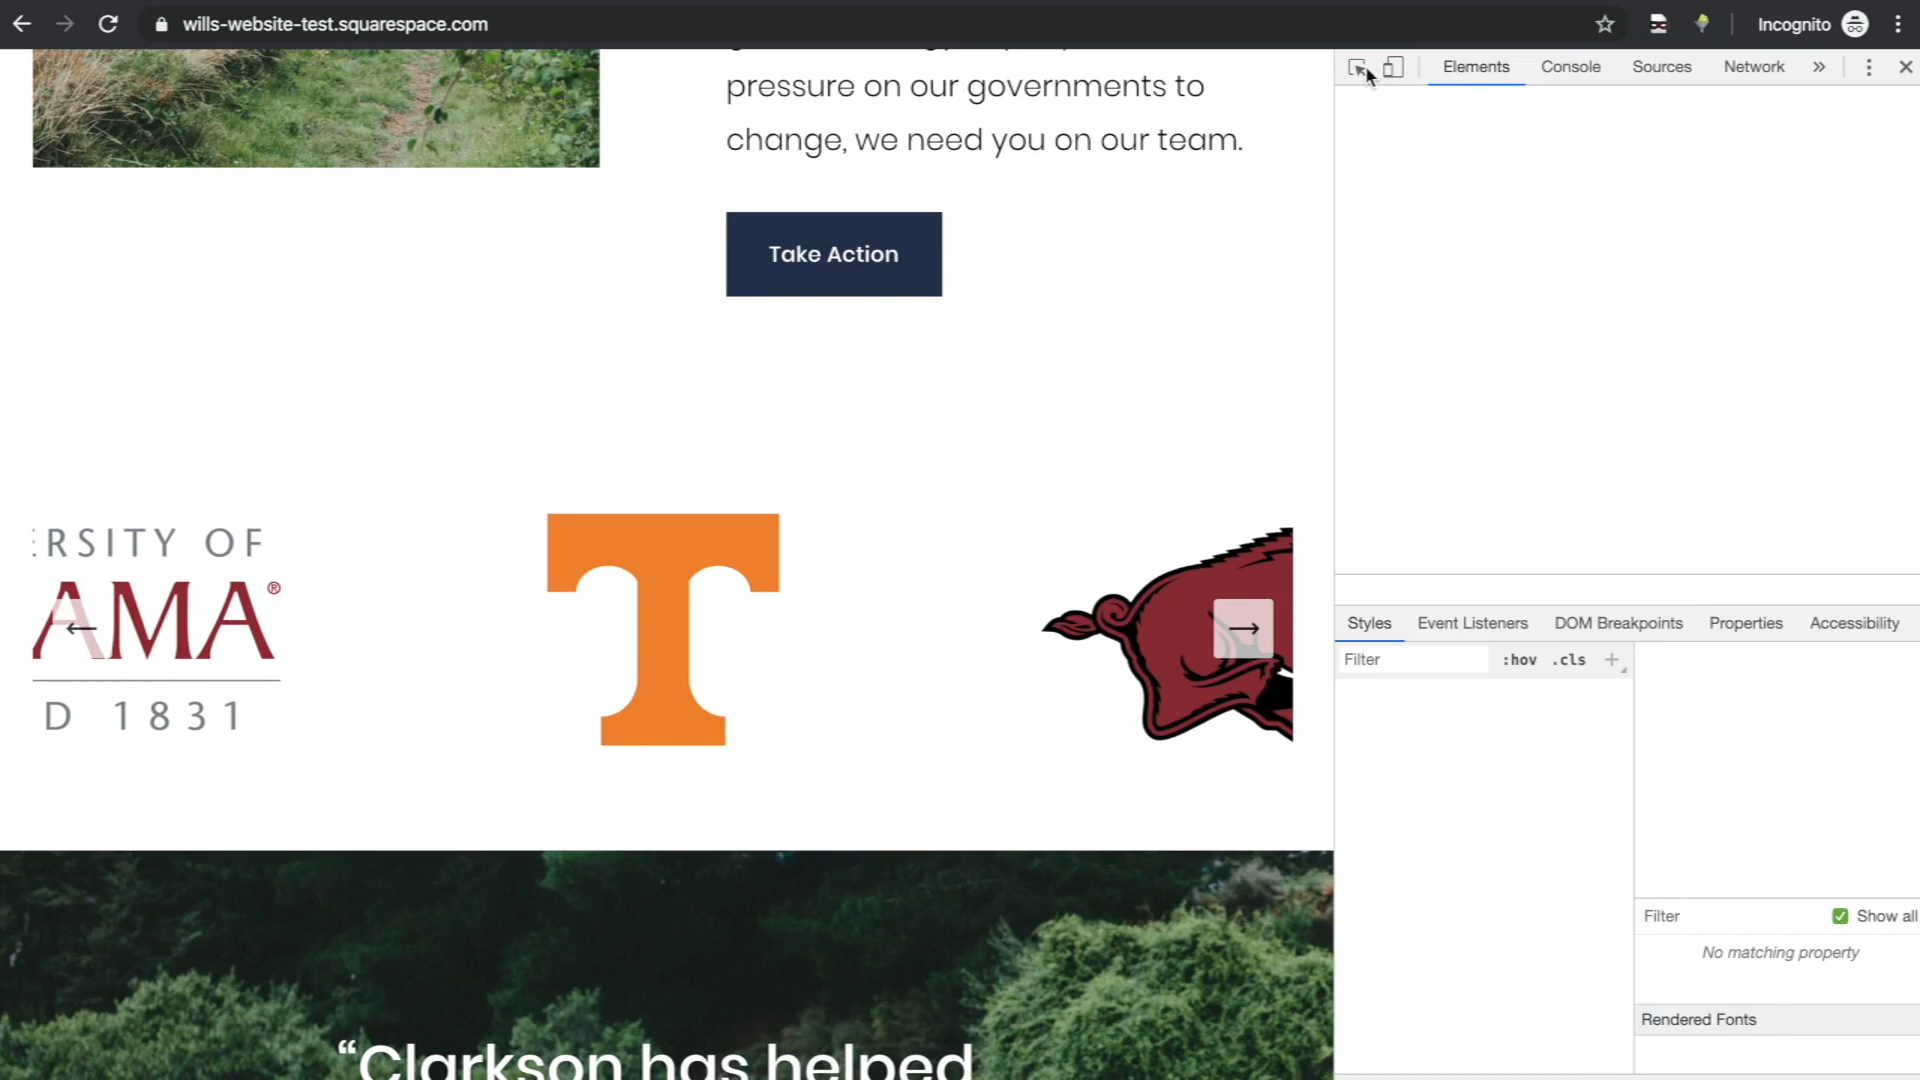 wills-website-test.squarespace.com
Incognito
pressure on our governments to
change, we need you on our team.
Take Action
ERSITY OF
AMA®
D 1831
T
“Clarkson has helped
Elements
Console
Sources
Network
»
Styles
Event Listeners
DOM Breakpoints
Properties
Accessibility
Filter
:hov
.cls
+
Filter
Show all
No matching property
Rendered Fonts